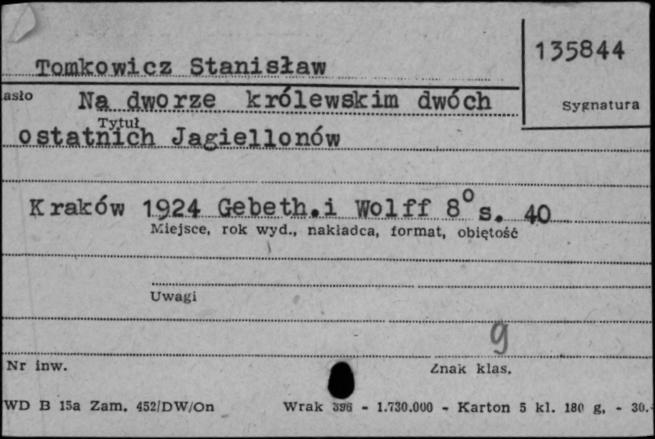 Tomkowicz Stanisław
135844
asło
Na dworze królewskim dwóch
Sygnatura
Tytuł
ostatnich Jagiellonów
Kraków 1924 Gebeth.i Wolff 8° s. 40
Miejsce, rok wyd., nakładca, format, objętość
Uwagi
9
Nr inw.
Znak klas.
WD B 15a Zam. 452/DW/On Wrak 396 - 1.730.000 - Karton 5 kl. 180 g. - 30.